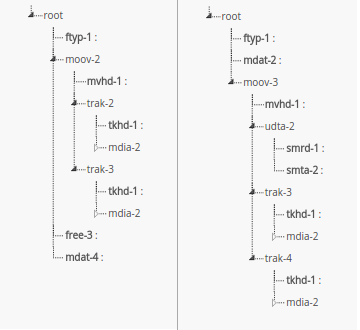 root
ftyp-1 :
moov-2
mvhd-1 :
trak-2
tkhd-1 :
mdia-2
trak-3
tkhd-1 :
mdia-2
free-3 :
mdat-4 :
root
ftyp-1 :
mdat-2 :
moov-3
mvhd-1 :
udta-2
smrd-1 :
smta-2 :
trak-3
tkhd-1 :
mdia-2
trak-4
tkhd-1 :
mdia-2